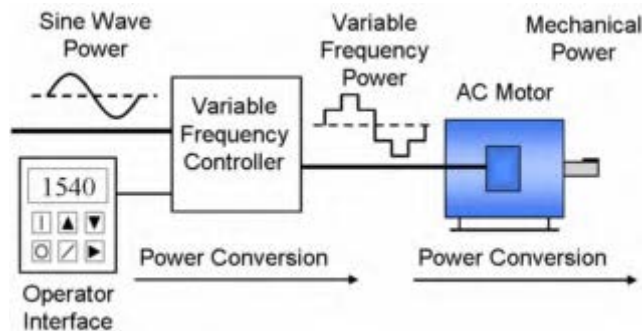 Sine Wave
Power
Variable
Frequency
Power
Mechanical
Power
AC Motor
Variable
Frequency
Controller
1540
Power Conversion
Power Conversion
Operator
Interface